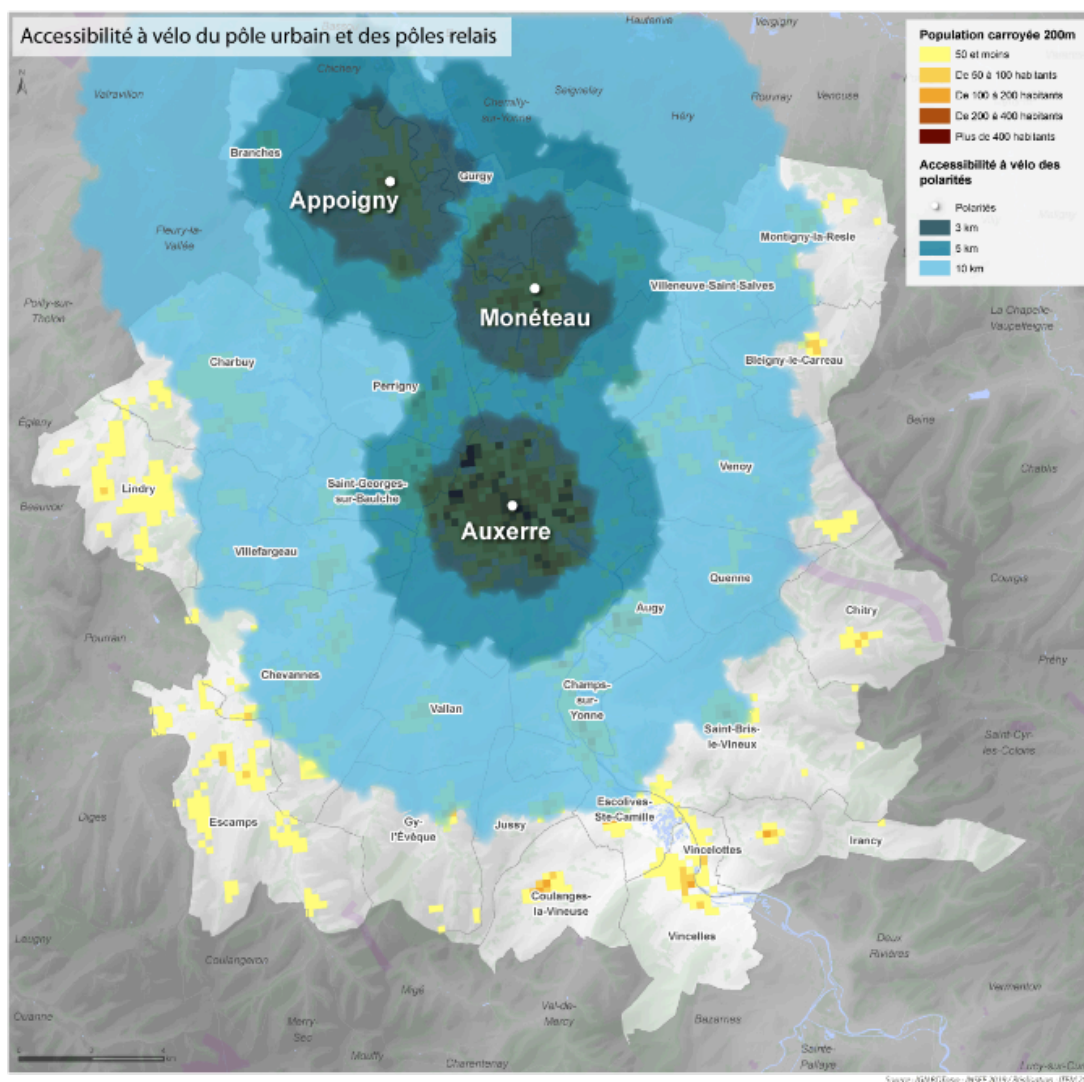 Accessibilité à vélo du pôle urbain et des pôles relais
Hauterive
Vergigny
Population carroyée 200m
50 et moins
De 50 à 100 habitants
De 100 à 200 habitants
De 200 à 400 habitants
Plus de 400 habitants
Accessibilité à vélo des
polarités
Polarités
3 km
5 km
10 km
N
Chichery
Valravillon
Chemilly-
sur-Yonne
Seignelay
Héry
Rouvray
Venouse
Branches
Gurgy
Appoigny
Fleury-la-
Vallée
Montigny-la-Resle
Villeneuve-Saint-Salves
Poilly-sur-
Tholon
Monéteau
La Chapelle-
Vaupelteigne
Charbuy
Perrigny
Bleigny-le-Carreau
Égleny
Beine
Lindry
Saint-Georges-
sur-Baulche
Venoy
Chablis
Beauvoir
Auxerre
Villefargeau
Quenne
Courgis
Pourrain
Augy
Chitry
Préhy
Chevannes
Vallan
Champs-
sur-
Yonne
Saint-Bris-
le-Vineux
Saint-Cyr-
les-Colons
Diges
Escamps
Gy-
l'Évêque
Jussy
Escolives-
Ste-Camille
Vincelottes
Irancy
Coulanges-
la-Vineuse
Vincelles
Leugny
Coulangeron
Deux
Rivières
Migé
Val-de-
Mercy
Bazarnes
Vermenton
Ouanne
Merry-
Sec
Mouffy
Charentenay
Sainte-
Pallaye